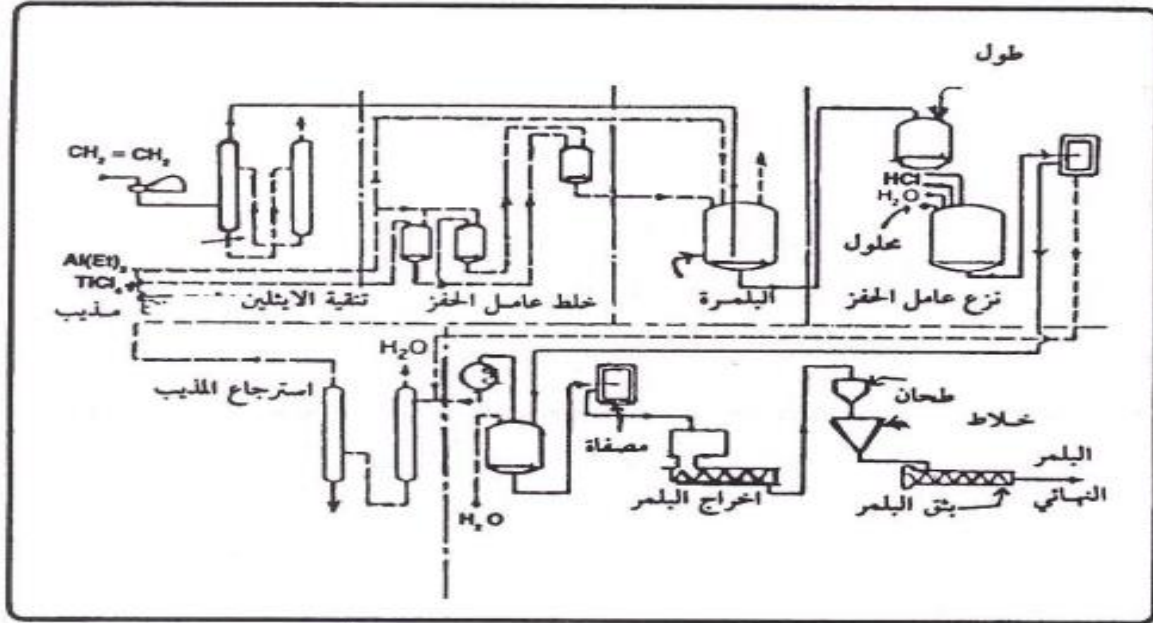 طول
CH₂ = CH₂
HCl
H₂O
محلول
Al(Et)₃
TiCl₄
مذيب
تنقية الايثلين
خلط عامل الحفز
البلمرة
نزع عامل الحفز
H₂O
استرجاع المذيب
طحان
خلاط
مصفاة
البلمر
النهائي
اخراج البلمر
بثق البلمر
H₂O